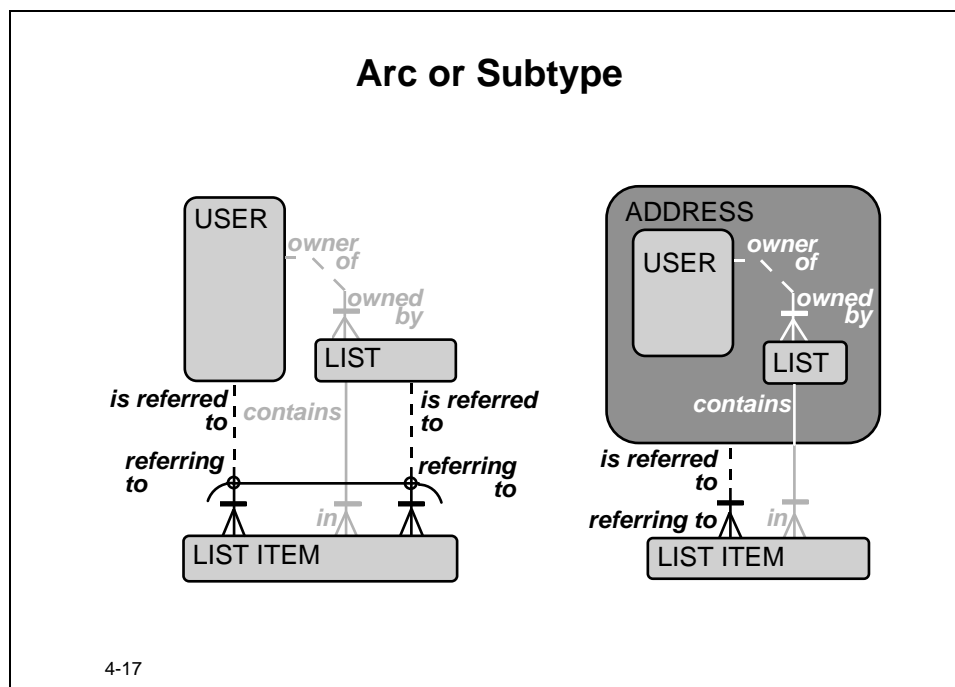 Arc or Subtype
USER
owner
of
owned
by
LIST
is referred
to
contains
is referred
to
referring
to
referring
to
in
LIST ITEM
ADDRESS
USER
owner
of
owned
by
LIST
contains
is referred
to
referring to
in
LIST ITEM
4-17